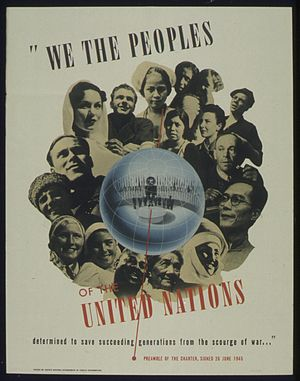 "WE THE PEOPLES
OF THE
UNITED NATIONS
determined to save succeeding generations from the scourge of war..."
PREAMBLE OF THE CHARTER, SIGNED 26 JUNE 1945